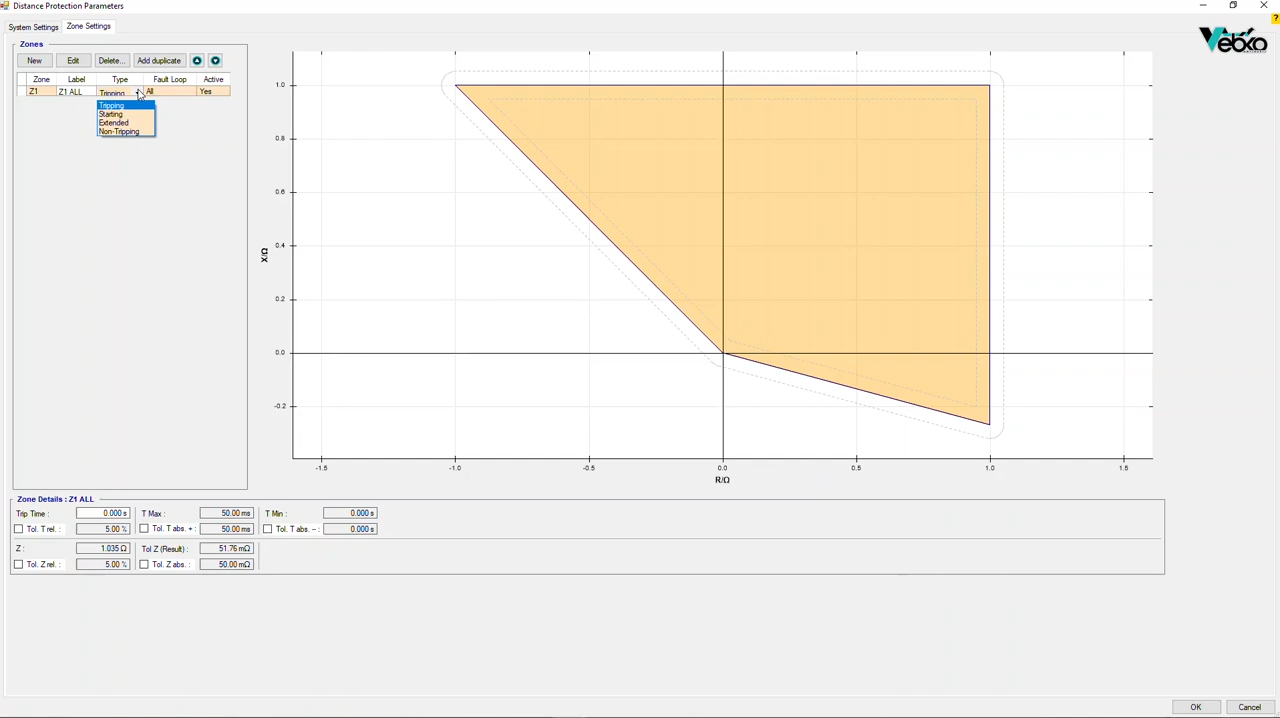 Distance Protection Parameters
?
System Settings Zone Settings
Vebko
Zones
New Edit Delete... Add duplicate
Zone Label Type Fault Loop Active
Z1 Z1 ALL Tripping All Yes
Tripping
Starting
Extended
Non-Tripping
1.0
0.8
0.6
0.4
0.2
0.0
-0.2
X/Ω
-1.5 -1.0 -0.5 0.0 0.5 1.0 1.5
R/Ω
Zone Details : Z1 ALL
Trip Time : 0.000 s T Max : 50.00 ms T Min : 0.000 s
Tol. T rel. : 5.00 % Tol. T abs. + : 50.00 ms Tol. T abs. – : 0.000 s
Z : 1.035 Ω Tol Z (Result) : 51.76 mΩ
Tol. Z rel. : 5.00 % Tol. Z abs. : 50.00 mΩ
OK Cancel